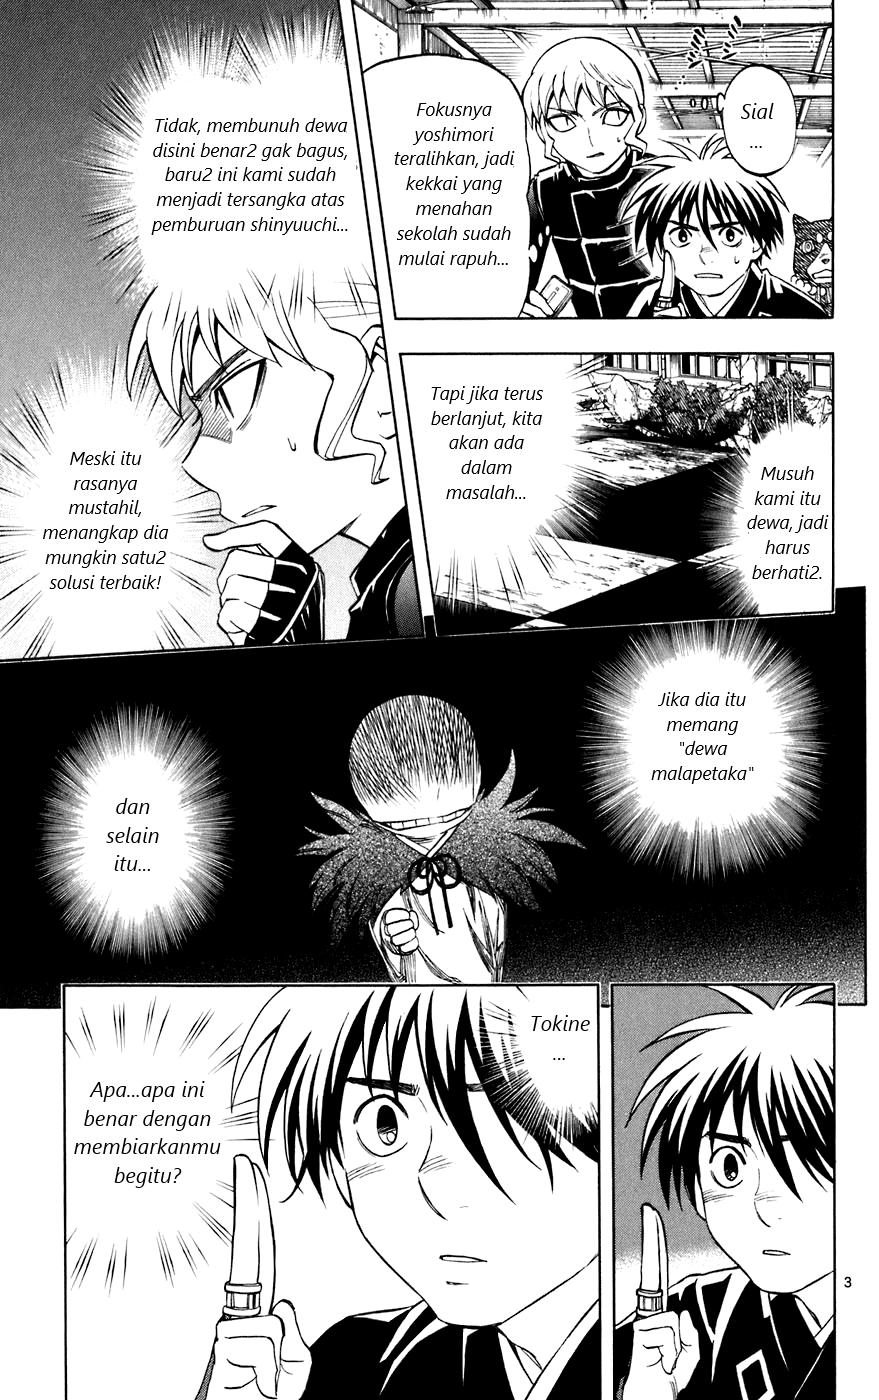 Sial
...
Fokusnya
yoshimori
teralihkan, jadi
kekkai yang
menahan
sekolah sudah
mulai rapuh...
Tidak, membunuh dewa
disini benar2 gak bagus,
baru2 ini kami sudah
menjadi tersangka atas
pemburuan shinyuuchi...
Meski itu
rasanya
mustahil,
menangkap dia
mungkin satu2
solusi terbaik!
Musuh
kami itu
dewa, jadi
harus
berhati2.
Tapi jika terus
berlanjut, kita
akan ada
dalam
masalah...
Jika dia itu
memang
"dewa
malapetaka"
dan
selain
itu...
Tokine
...
Apa...apa ini
benar dengan
membiarkanmu
begitu?
3